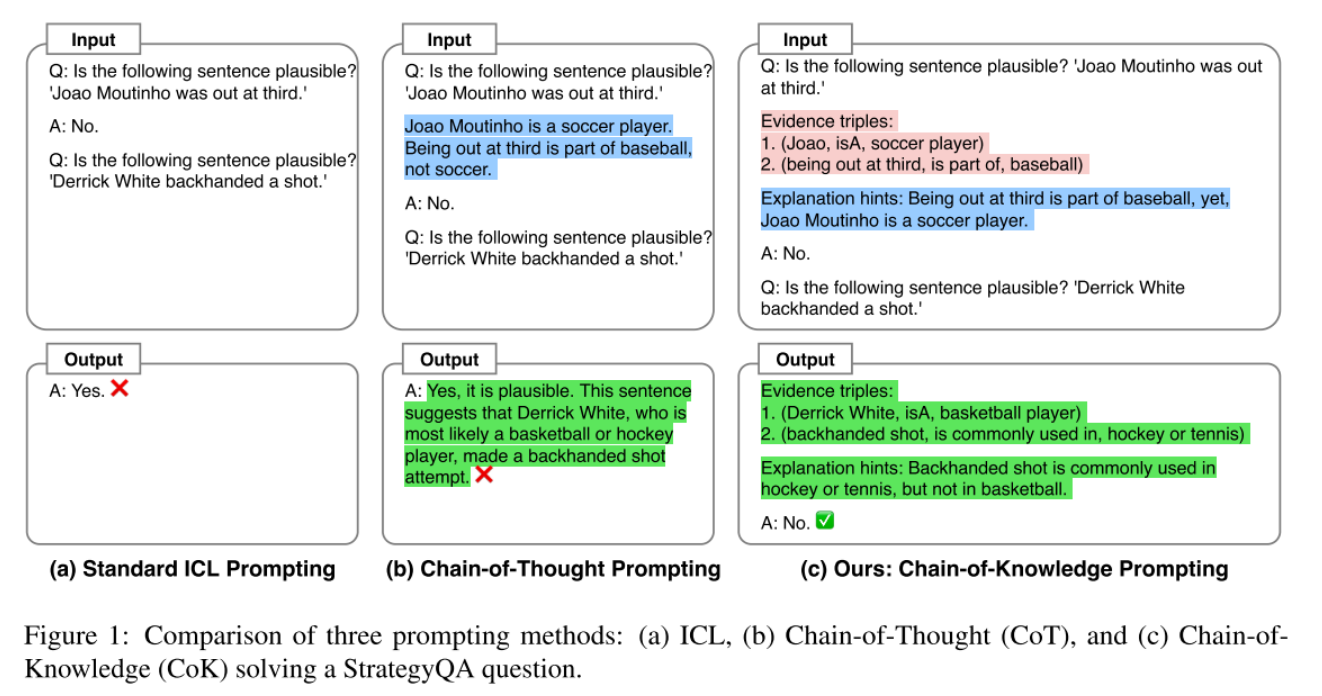 Input
Q: Is the following sentence plausible?
'Joao Moutinho was out at third.'
A: No.
Q: Is the following sentence plausible?
'Derrick White backhanded a shot.'
Output
A: Yes. ❌
(a) Standard ICL Prompting
Input
Q: Is the following sentence plausible?
'Joao Moutinho was out at third.'
Joao Moutinho is a soccer player.
Being out at third is part of baseball,
not soccer.
A: No.
Q: Is the following sentence plausible?
'Derrick White backhanded a shot.'
Output
A: Yes, it is plausible. This sentence
suggests that Derrick White, who is
most likely a basketball or hockey
player, made a backhanded shot
attempt. ❌
(b) Chain-of-Thought Prompting
Input
Q: Is the following sentence plausible? 'Joao Moutinho was out
at third.'
Evidence triples:
1. (Joao, isA, soccer player)
2. (being out at third, is part of, baseball)
Explanation hints: Being out at third is part of baseball, yet,
Joao Moutinho is a soccer player.
A: No.
Q: Is the following sentence plausible? 'Derrick White
backhanded a shot.'
Output
Evidence triples:
1. (Derrick White, isA, basketball player)
2. (backhanded shot, is commonly used in, hockey or tennis)
Explanation hints: Backhanded shot is commonly used in
hockey or tennis, but not in basketball.
A: No. ✅
(c) Ours: Chain-of-Knowledge Prompting
Figure 1: Comparison of three prompting methods: (a) ICL, (b) Chain-of-Thought (CoT), and (c) Chain-of-
Knowledge (CoK) solving a StrategyQA question.